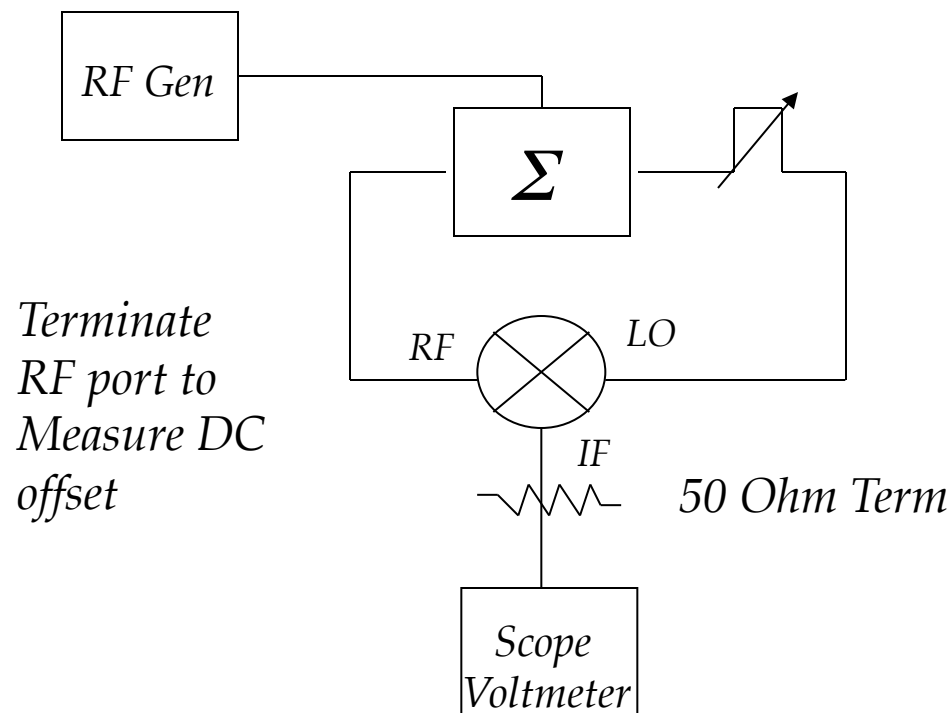 RF Gen
Σ
Terminate
RF port to
Measure DC
offset
RF
LO
IF
50 Ohm Term
Scope
Voltmeter